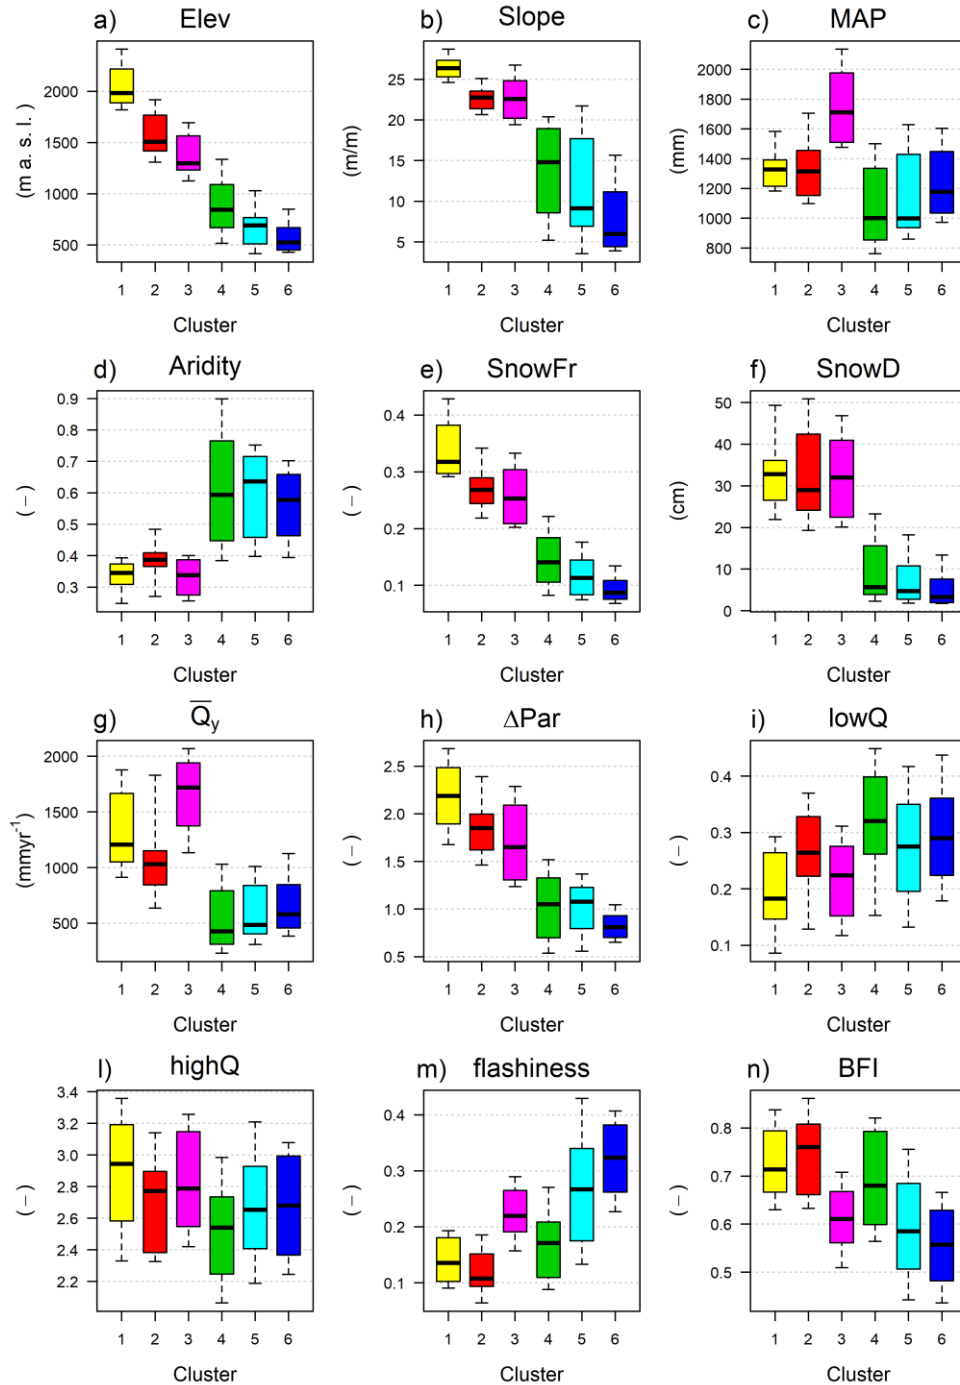 a) Elev
b) Slope
c) MAP
(m a. s. l. )
2000
1500
1000
500
(m/m)
25
20
15
10
5
(mm)
2000
1800
1600
1400
1200
1000
800
1 2 3 4 5 6
1 2 3 4 5 6
1 2 3 4 5 6
Cluster
Cluster
Cluster
d) Aridity
e) SnowFr
f) SnowD
( − )
0.9
0.8
0.7
0.6
0.5
0.4
0.3
( − )
0.4
0.3
0.2
0.1
(cm)
50
40
30
20
10
0
1 2 3 4 5 6
1 2 3 4 5 6
1 2 3 4 5 6
Cluster
Cluster
Cluster
g) Q̅y
h) ΔPar
i) lowQ
(mmyr⁻¹)
2000
1500
1000
500
( − )
2.5
2.0
1.5
1.0
0.5
( − )
0.4
0.3
0.2
0.1
1 2 3 4 5 6
1 2 3 4 5 6
1 2 3 4 5 6
Cluster
Cluster
Cluster
l) highQ
m) flashiness
n) BFI
( − )
3.4
3.2
3.0
2.8
2.6
2.4
2.2
( − )
0.4
0.3
0.2
0.1
( − )
0.8
0.7
0.6
0.5
1 2 3 4 5 6
1 2 3 4 5 6
1 2 3 4 5 6
Cluster
Cluster
Cluster